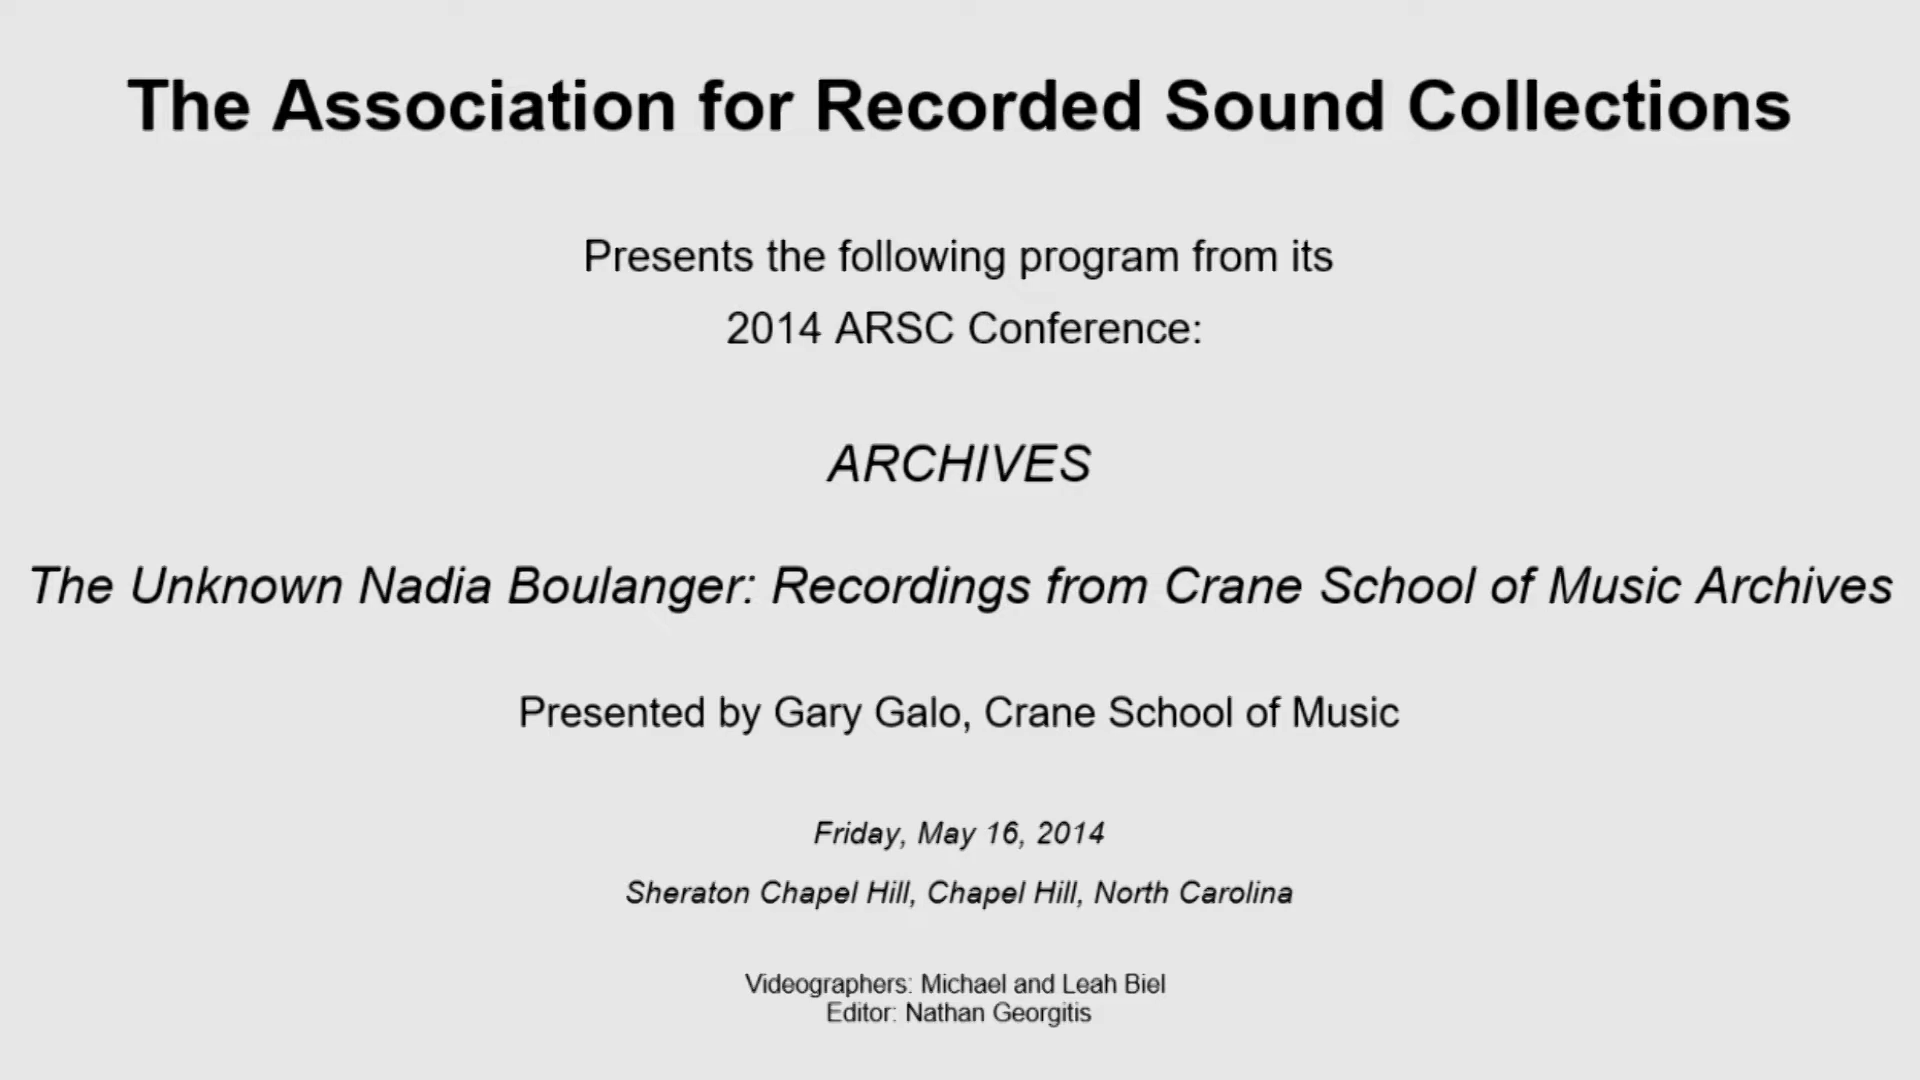 The Association for Recorded Sound Collections
Presents the following program from its
2014 ARSC Conference:
ARCHIVES
The Unknown Nadia Boulanger: Recordings from Crane School of Music Archives
Presented by Gary Galo, Crane School of Music
Friday, May 16, 2014
Sheraton Chapel Hill, Chapel Hill, North Carolina
Videographers: Michael and Leah Biel
Editor: Nathan Georgitis